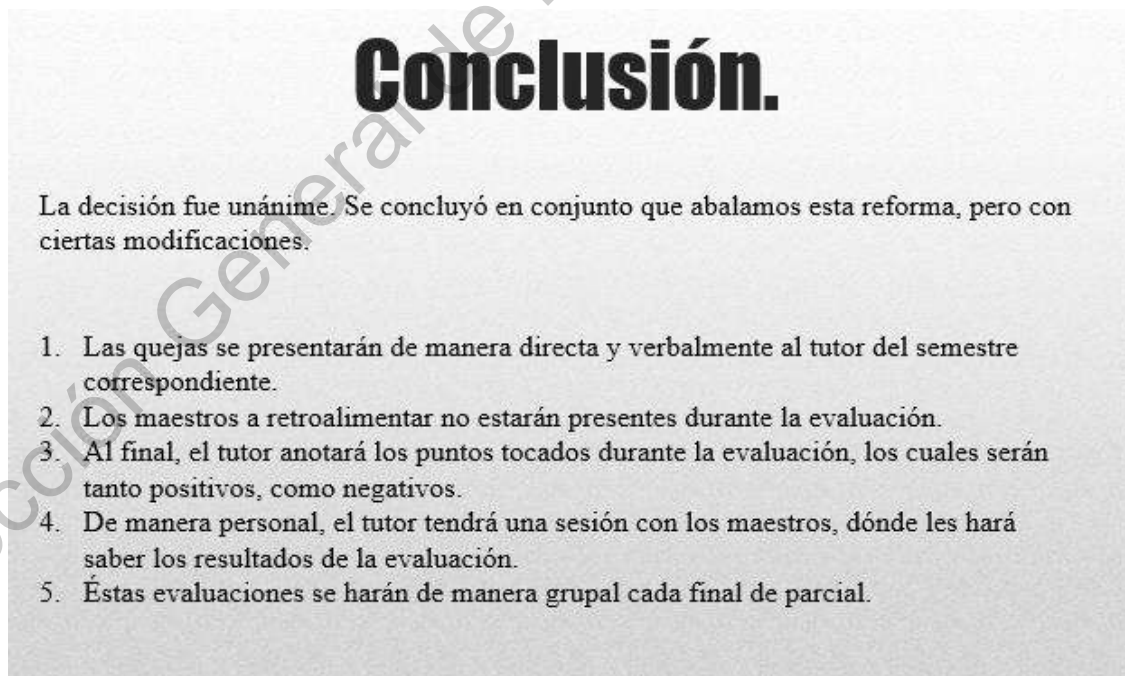 Conclusión.
La decisión fue unánime. Se concluyó en conjunto que abalamos esta reforma, pero con
ciertas modificaciones.
1. Las quejas se presentarán de manera directa y verbalmente al tutor del semestre
correspondiente.
2. Los maestros a retroalimentar no estarán presentes durante la evaluación.
3. Al final, el tutor anotará los puntos tocados durante la evaluación, los cuales serán
tanto positivos, como negativos.
4. De manera personal, el tutor tendrá una sesión con los maestros, dónde les hará
saber los resultados de la evaluación.
5. Éstas evaluaciones se harán de manera grupal cada final de parcial.
General de